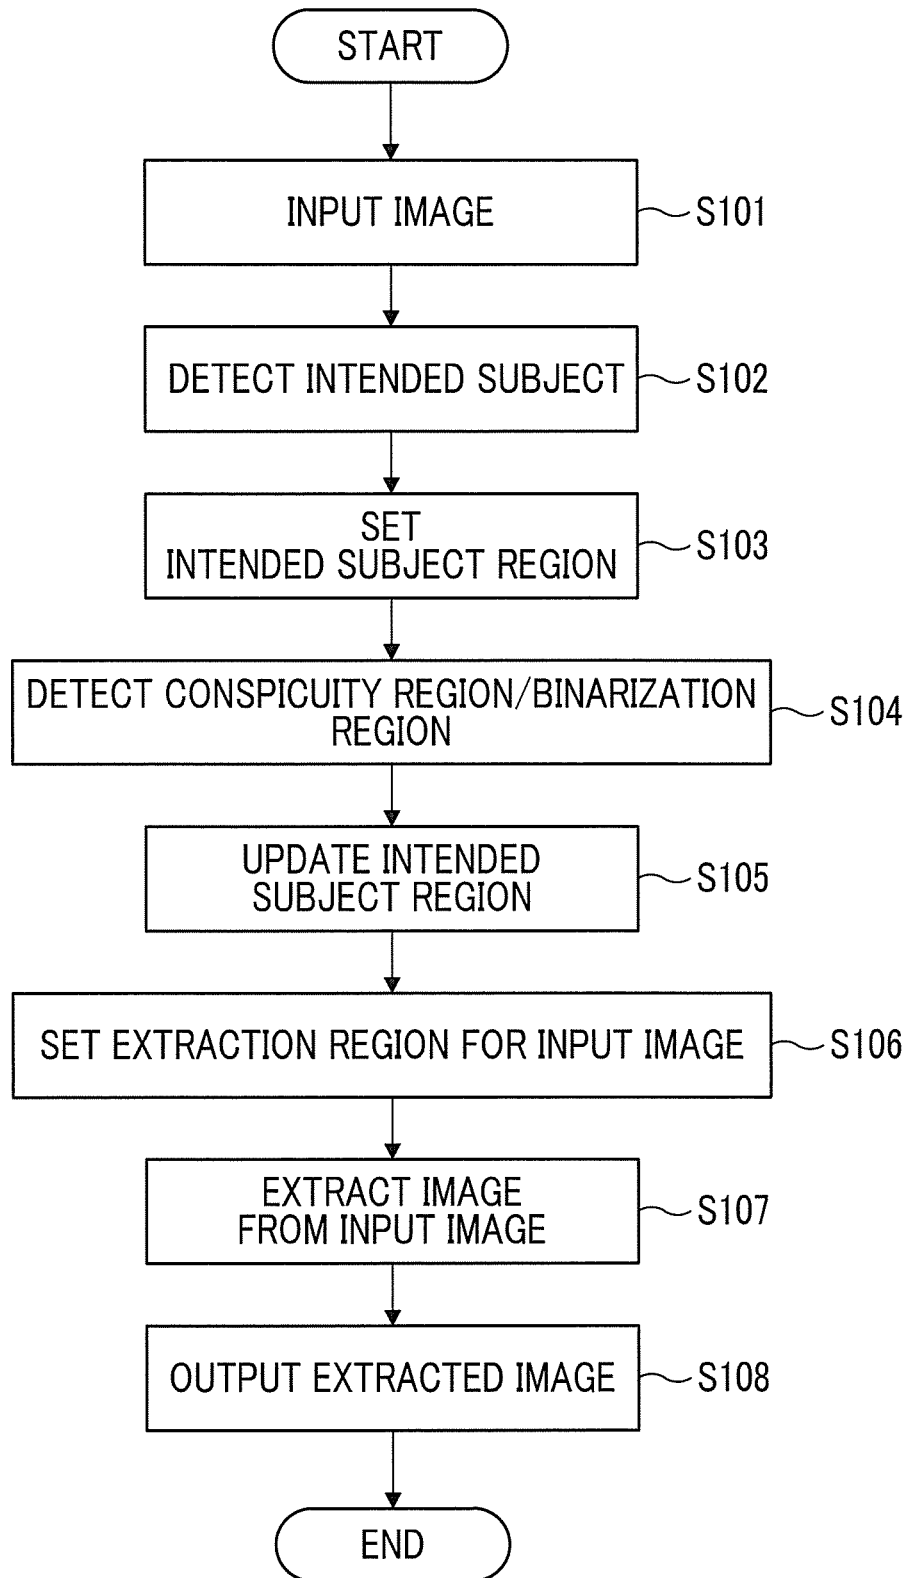 START
INPUT IMAGE
S101
DETECT INTENDED SUBJECT
S102
SET
INTENDED SUBJECT REGION
S103
DETECT CONSPICUITY REGION/BINARIZATION
REGION
S104
UPDATE INTENDED
SUBJECT REGION
S105
SET EXTRACTION REGION FOR INPUT IMAGE
S106
EXTRACT IMAGE
FROM INPUT IMAGE
S107
OUTPUT EXTRACTED IMAGE
S108
END